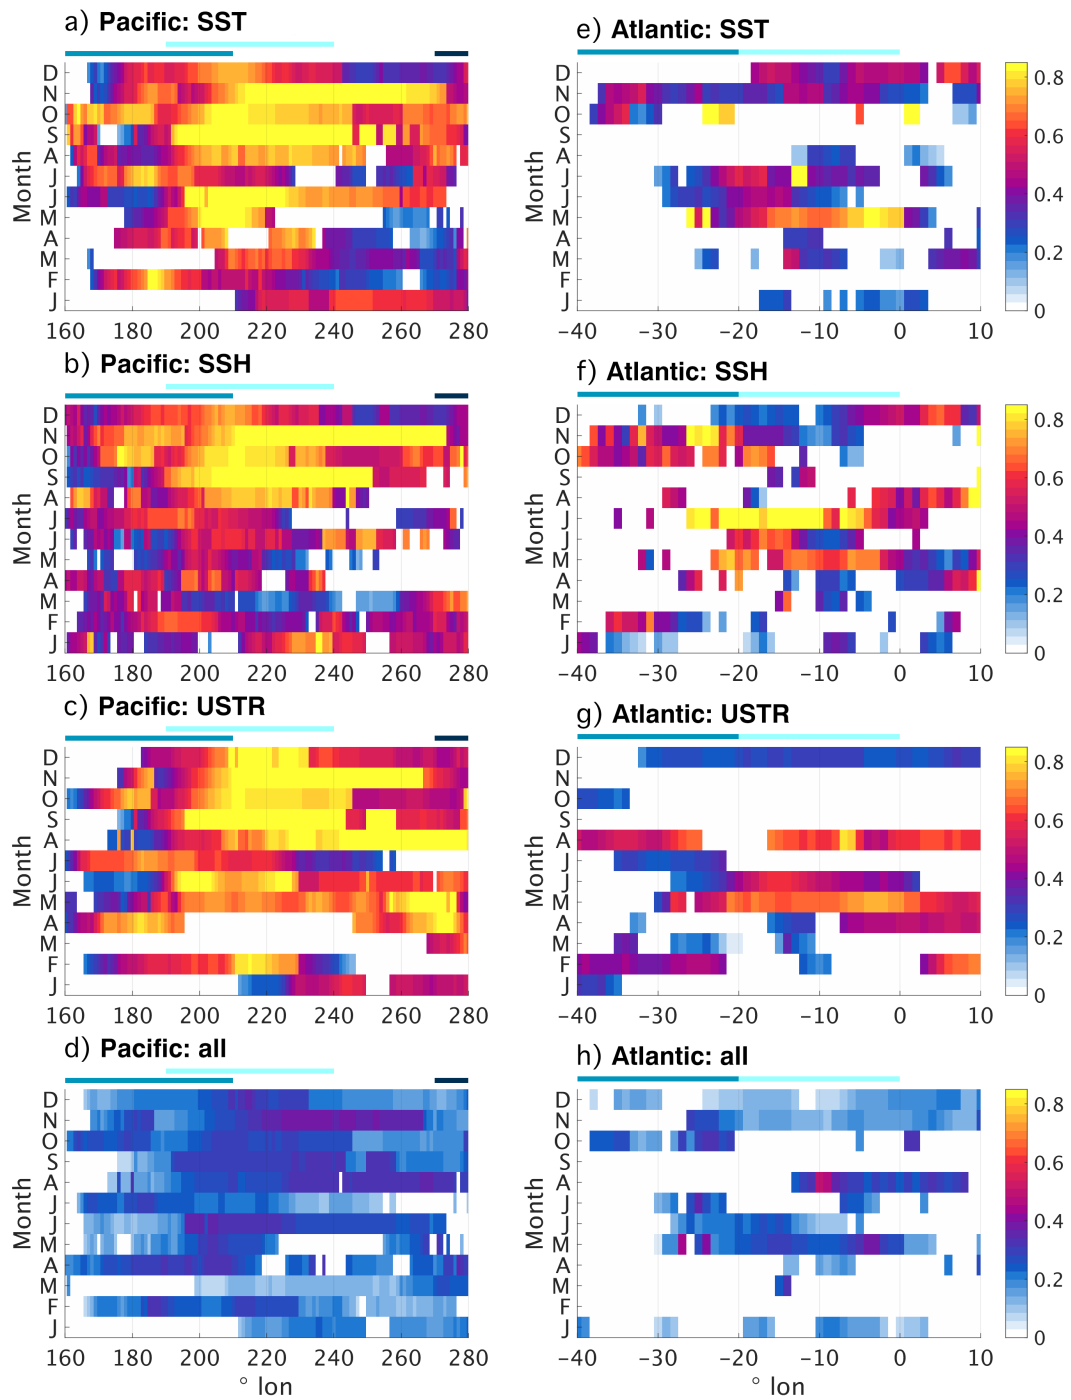 a) Pacific: SST
D
N
O
S
A
J
J
M
A
M
F
J
Month
160 180 200 220 240 260 280
e) Atlantic: SST
D
N
O
S
A
J
J
M
A
M
F
J
Month
-40 -30 -20 -10 0 10
0.8
0.6
0.4
0.2
0
b) Pacific: SSH
D
N
O
S
A
J
J
M
A
M
F
J
Month
160 180 200 220 240 260 280
f) Atlantic: SSH
D
N
O
S
A
J
J
M
A
M
F
J
Month
-40 -30 -20 -10 0 10
0.8
0.6
0.4
0.2
0
c) Pacific: USTR
D
N
O
S
A
J
J
M
A
M
F
J
Month
160 180 200 220 240 260 280
g) Atlantic: USTR
D
N
O
S
A
J
J
M
A
M
F
J
Month
-40 -30 -20 -10 0 10
0.8
0.6
0.4
0.2
0
d) Pacific: all
D
N
O
S
A
J
J
M
A
M
F
J
Month
160 180 200 220 240 260 280
° lon
h) Atlantic: all
D
N
O
S
A
J
J
M
A
M
F
J
Month
-40 -30 -20 -10 0 10
° lon
0.8
0.6
0.4
0.2
0